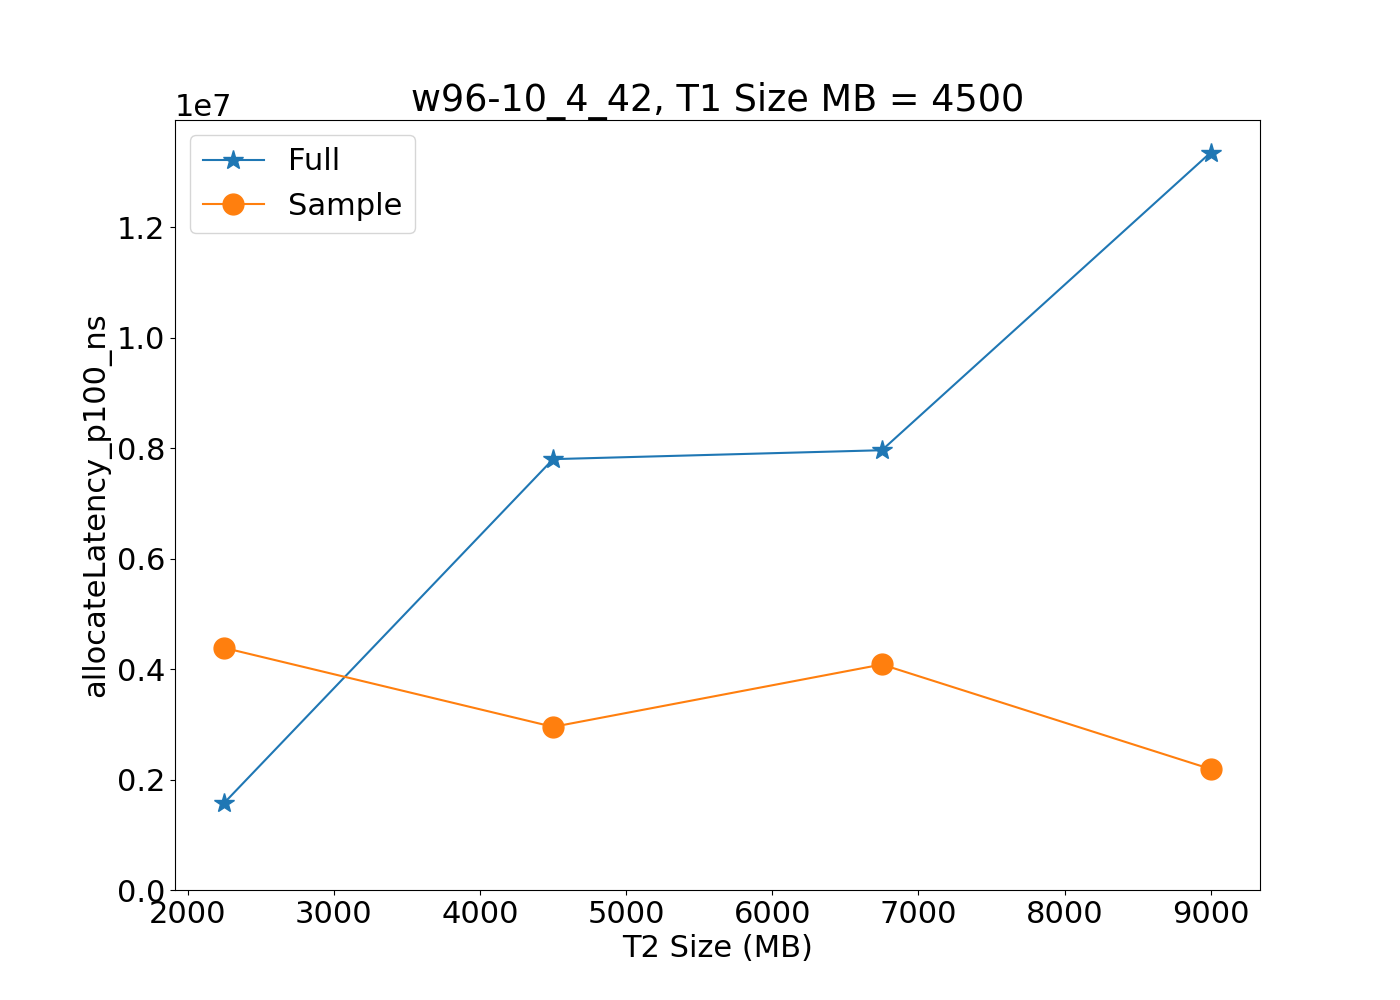 w96-10_4_42, T1 Size MB = 4500
1e7
Full
Sample
1.2
1.0
0.8
0.6
0.4
0.2
0.0
allocateLatency_p100_ns
2000 3000 4000 5000 6000 7000 8000 9000
T2 Size (MB)